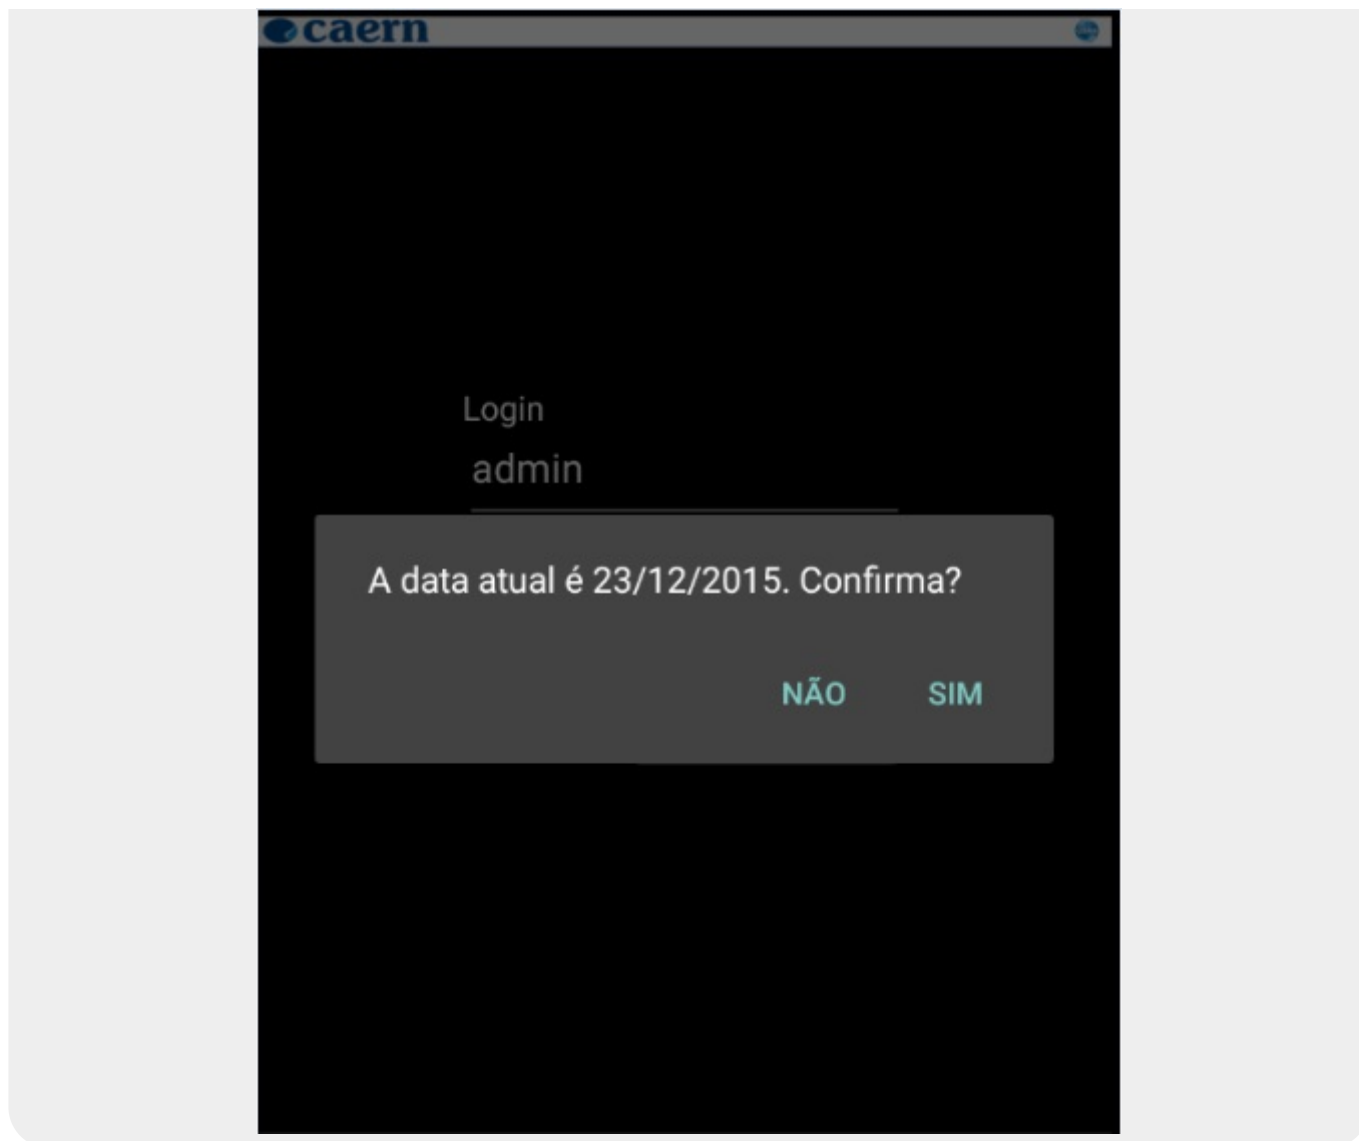 caern
Login
admin
A data atual é 23/12/2015. Confirma?
NÃO SIM